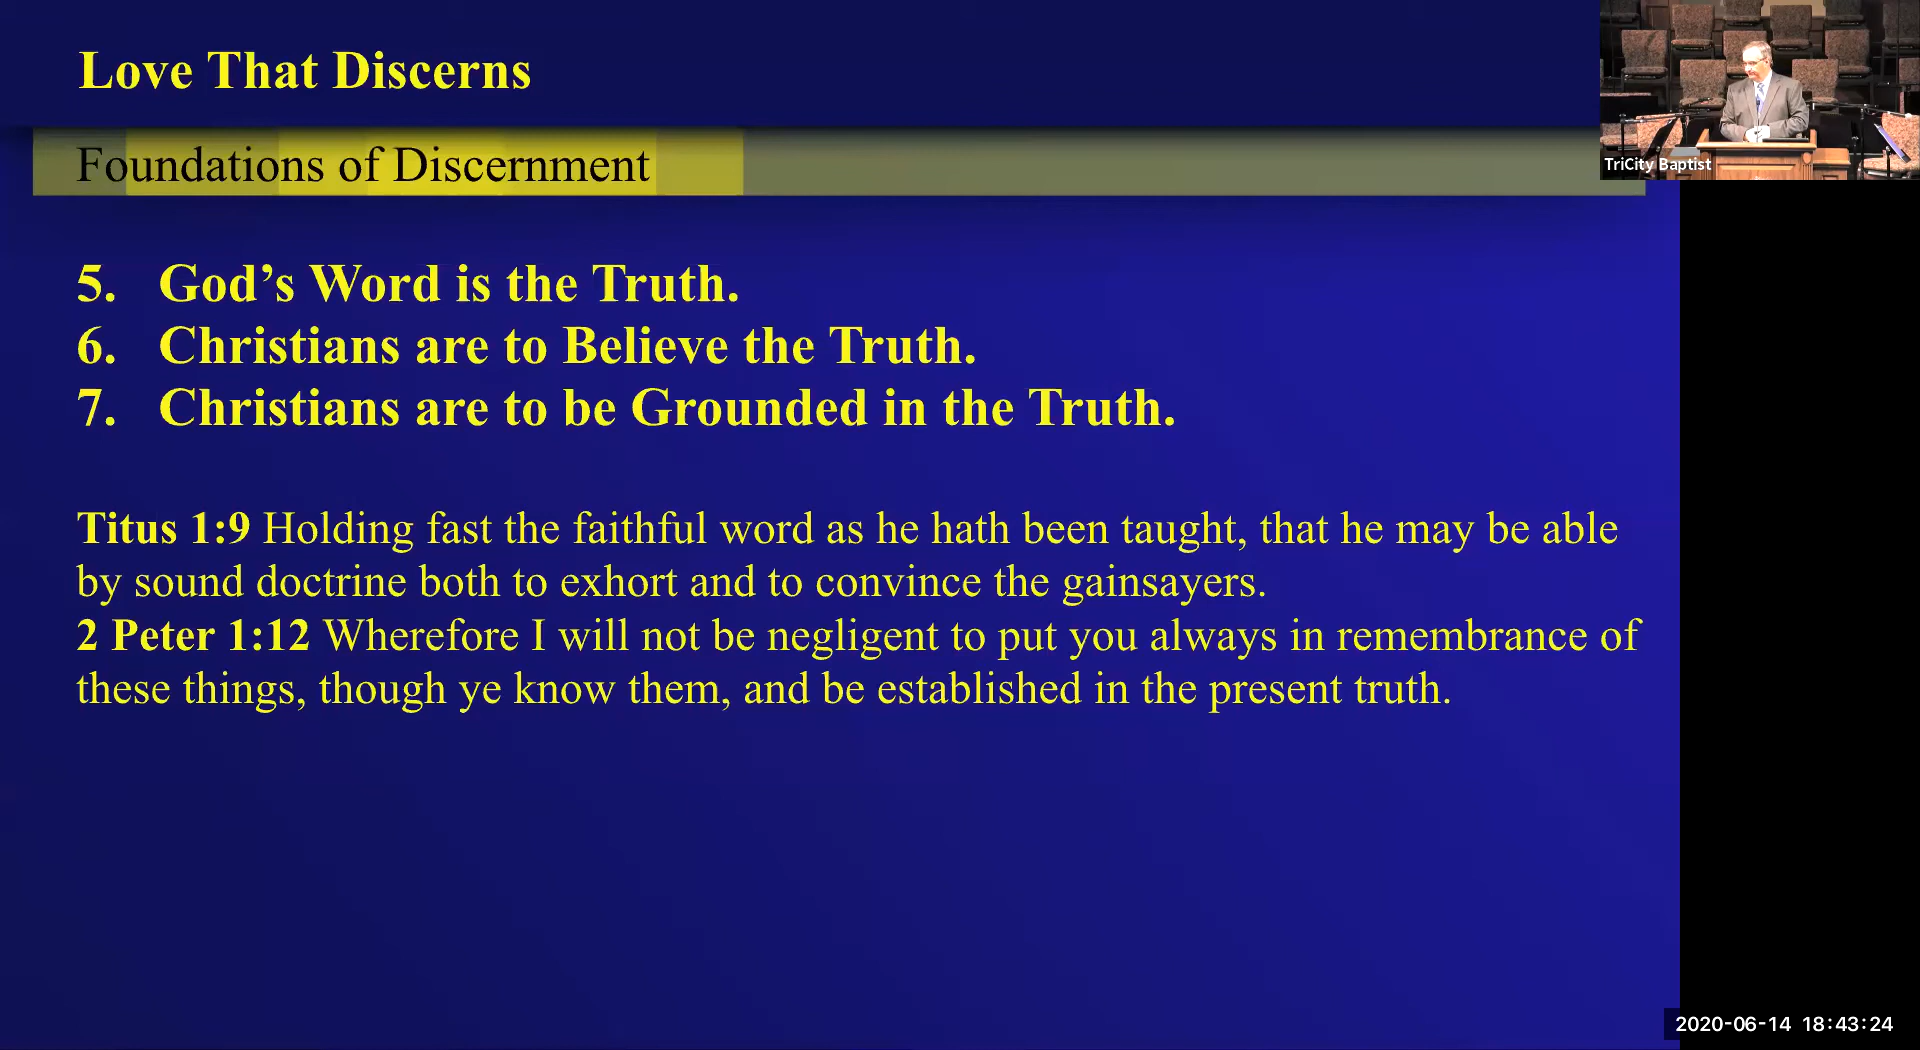 Love That Discerns
Foundations of Discernment
TriCity Baptist
5. God’s Word is the Truth.
6. Christians are to Believe the Truth.
7. Christians are to be Grounded in the Truth.
Titus 1:9 Holding fast the faithful word as he hath been taught, that he may be able
by sound doctrine both to exhort and to convince the gainsayers.
2 Peter 1:12 Wherefore I will not be negligent to put you always in remembrance of
these things, though ye know them, and be established in the present truth.
2020-06-14 18:43:24